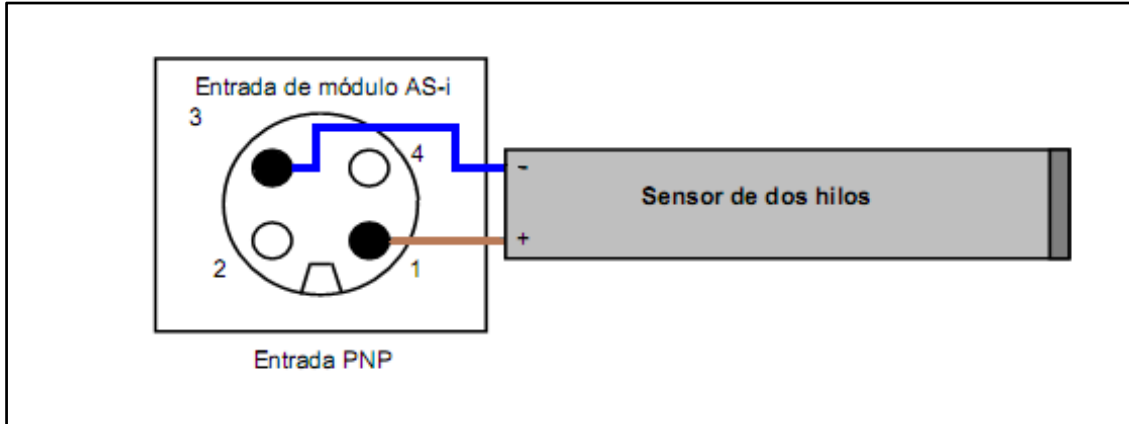 Entrada de módulo AS-i
3
4
-
Sensor de dos hilos
+
2
1
Entrada PNP